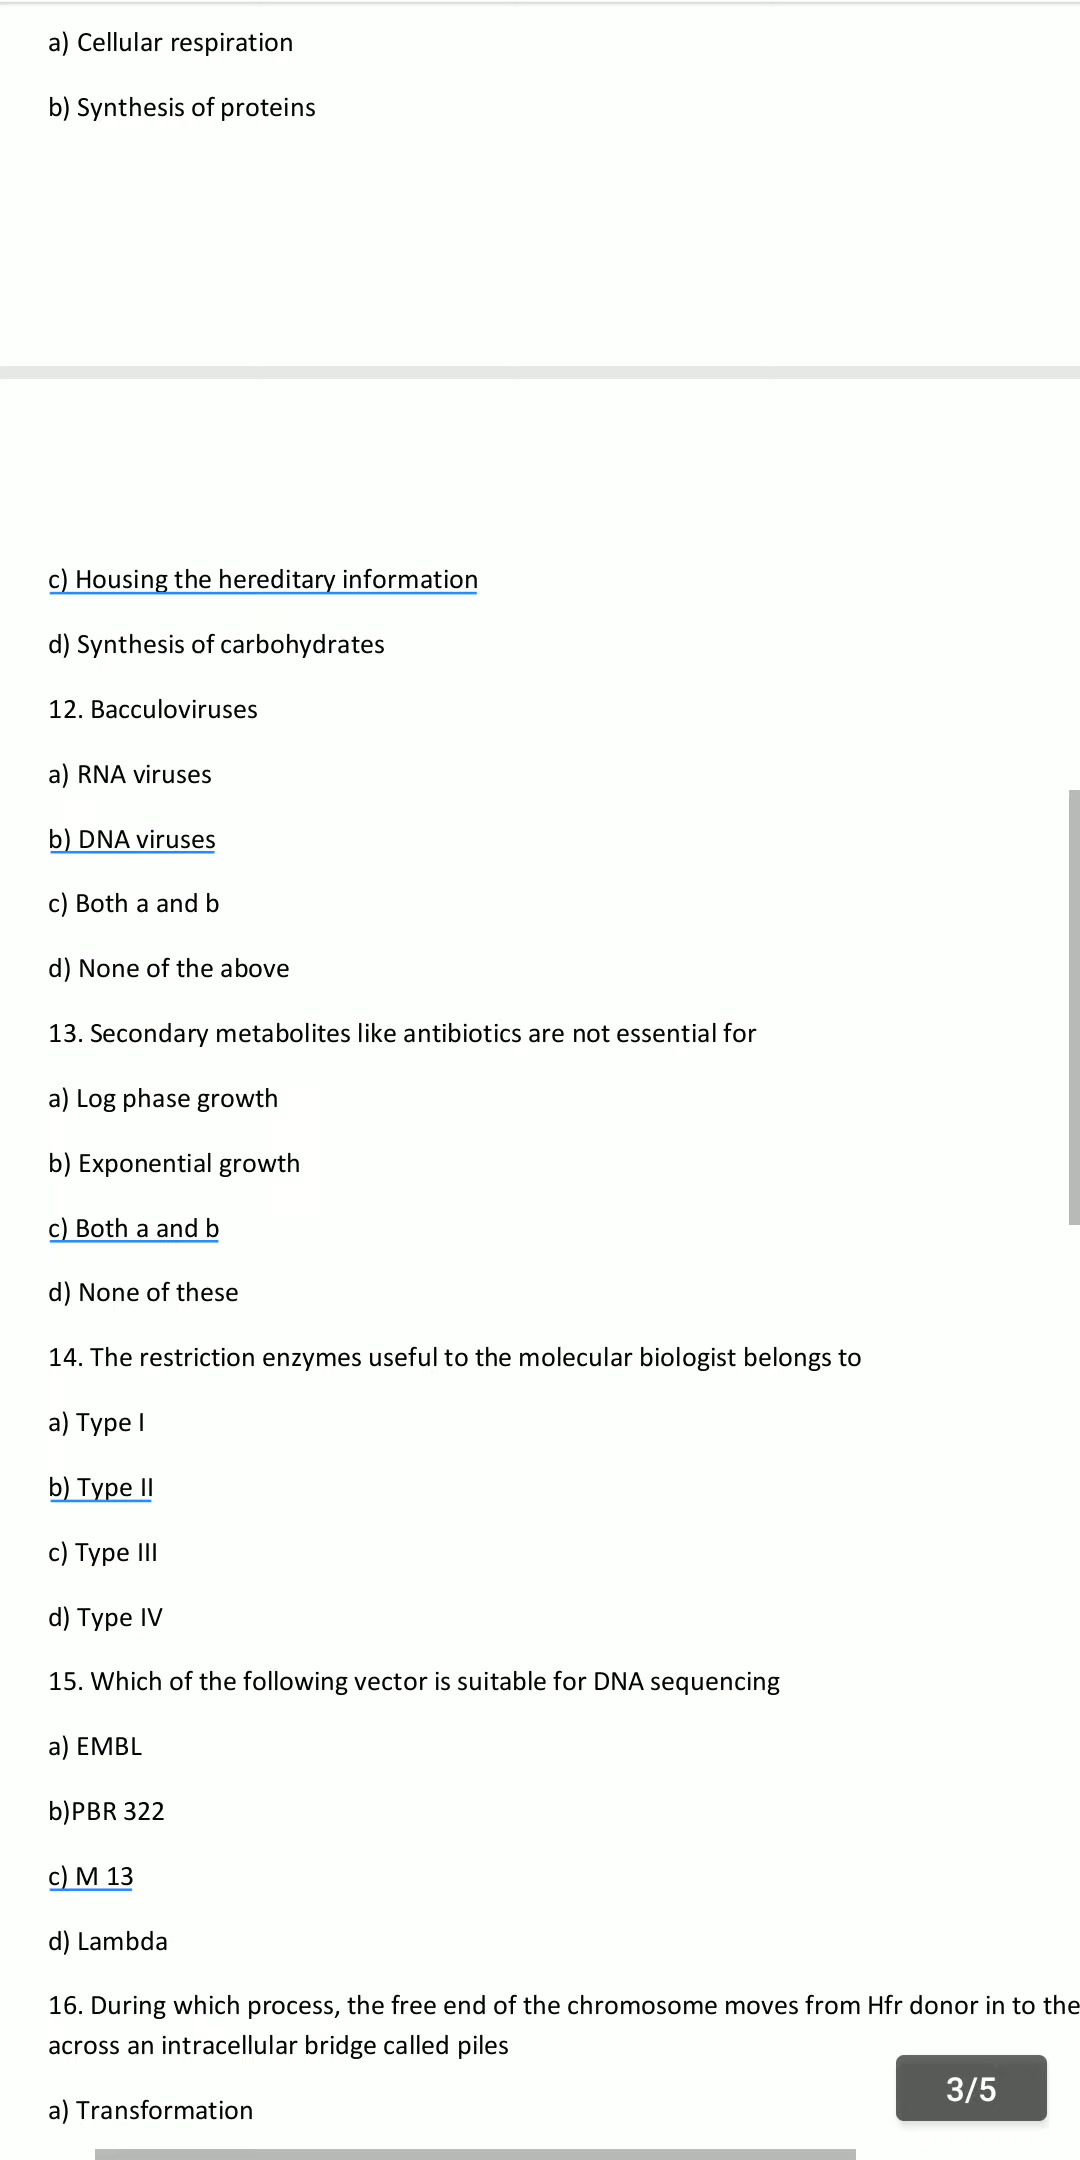 a) Cellular respiration
b) Synthesis of proteins
c) Housing the hereditary information
d) Synthesis of carbohydrates
12. Bacculoviruses
a) RNA viruses
b) DNA viruses
c) Both a and b
d) None of the above
13. Secondary metabolites like antibiotics are not essential for
a) Log phase growth
b) Exponential growth
c) Both a and b
d) None of these
14. The restriction enzymes useful to the molecular biologist belongs to
a) Type I
b) Type II
c) Type III
d) Type IV
15. Which of the following vector is suitable for DNA sequencing
a) EMBL
b)PBR 322
c) M 13
d) Lambda
16. During which process, the free end of the chromosome moves from Hfr donor in to the
across an intracellular bridge called piles
3/5
a) Transformation